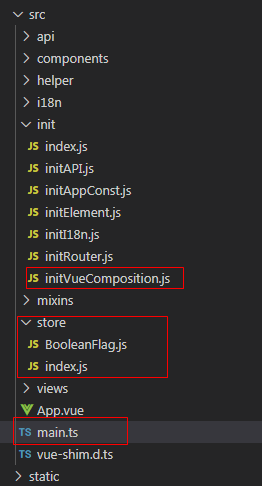 src
api
components
helper
i18n
init
JS index.js
JS initAPI.js
JS initAppConst.js
JS initElement.js
JS initI18n.js
JS initRouter.js
JS initVueComposition.js
mixins
store
JS BooleanFlag.js
JS index.js
views
App.vue
TS main.ts
TS vue-shim.d.ts
static